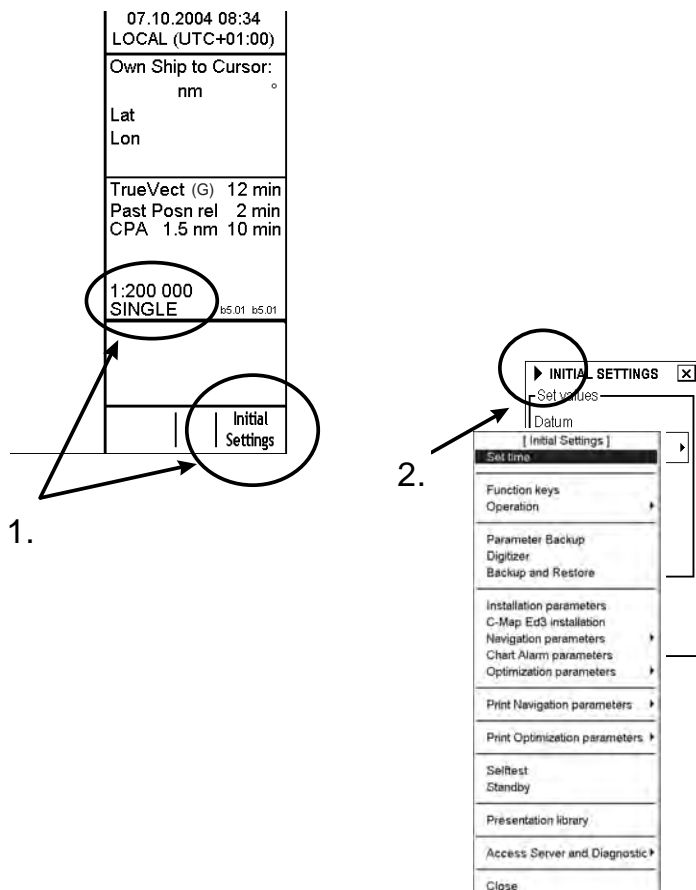 07.10.2004 08:34
LOCAL (UTC+01:00)
Own Ship to Cursor:
nm °
Lat
Lon
TrueVect (G) 12 min
Past Posn rel 2 min
CPA 1.5 nm 10 min
1:200 000
SINGLE b5.01 b5.01
Initial
Settings
1.
INITIAL SETTINGS
Set values
Datum
2.
[ Initial Settings ]
Set time
Function keys
Operation
Parameter Backup
Digitizer
Backup and Restore
Installation parameters
C-Map Ed3 installation
Navigation parameters
Chart Alarm parameters
Optimization parameters
Print Navigation parameters
Print Optimization parameters
Selftest
Standby
Presentation library
Access Server and Diagnostic
Close